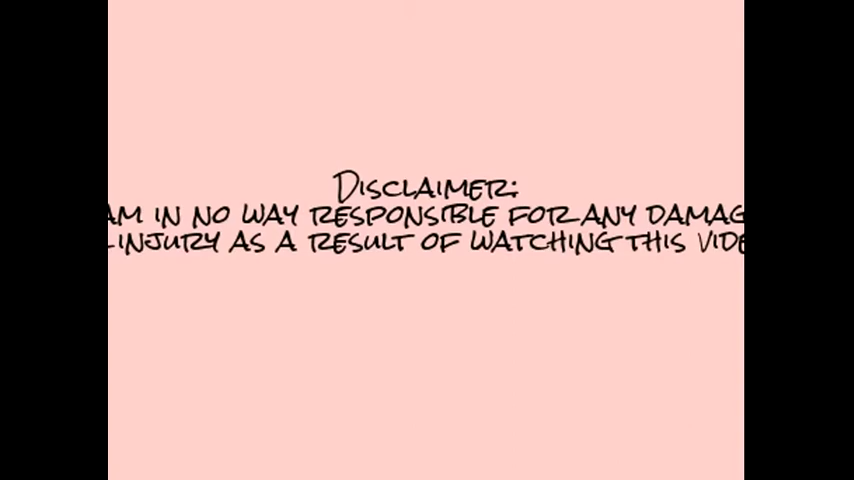 Disclaimer:
am in no way responsible for any damag
injury as a result of watching this vide